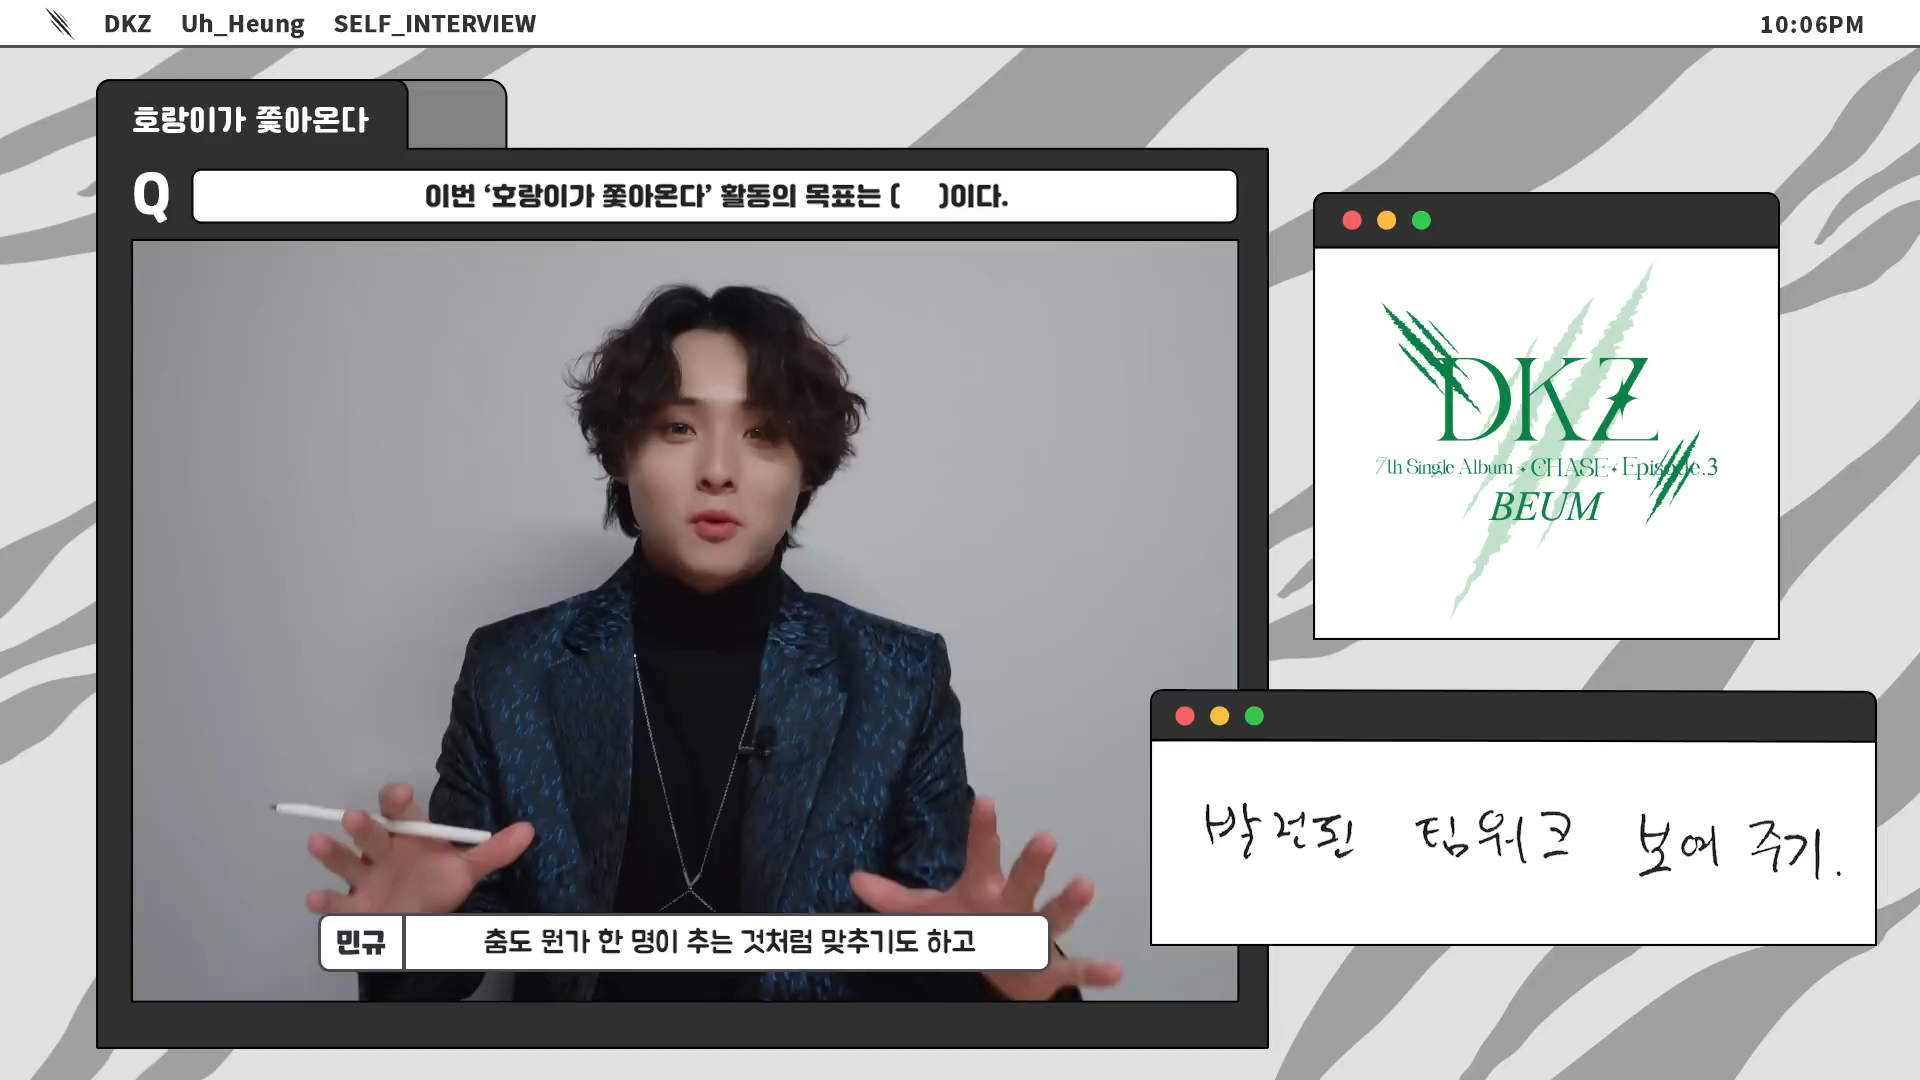 DKZ Uh_Heung SELF_INTERVIEW 10:06PM
호랑이가 쫓아온다
Q 이번 ‘호랑이가 쫓아온다’ 활동의 목표는 ( )이다.
DKZ
7th Single Album CHASE Episode.3
BEUM
발전된 팀워크 보여주기.
민규 춤도 뭔가 한 명이 추는 것처럼 맞추기도 하고